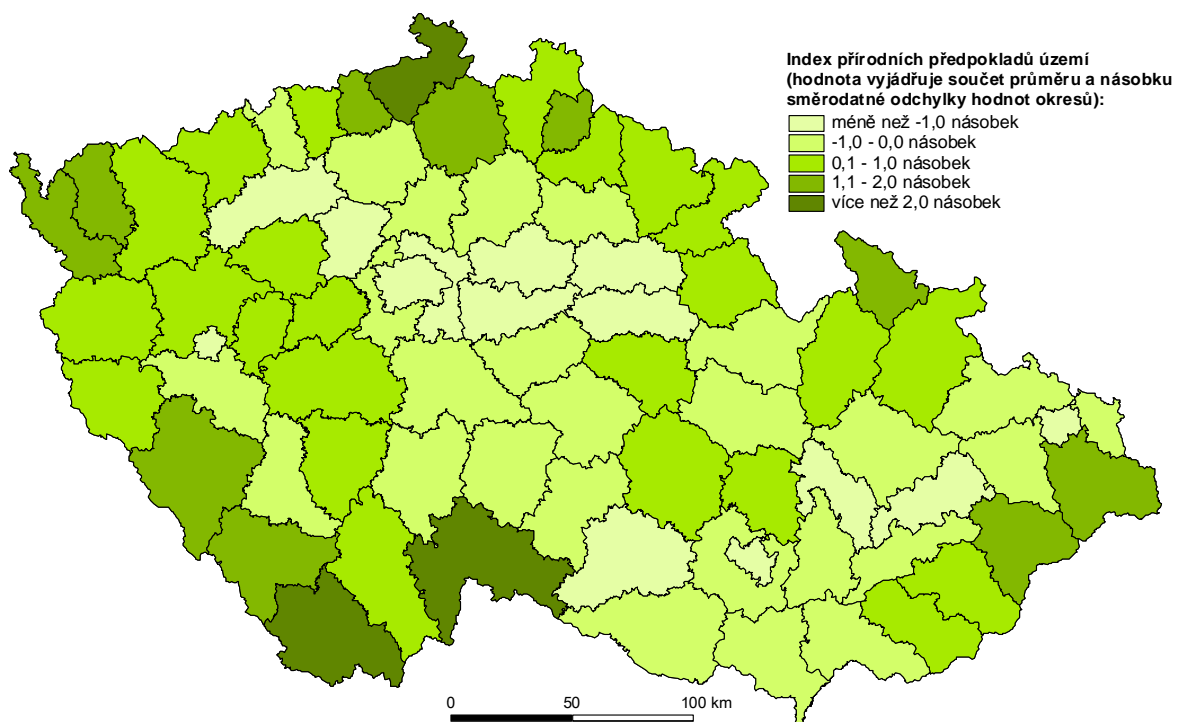 Index přírodních předpokladů území
(hodnota vyjádřuje součet průměru a násobku
směrodatné odchylky hodnot okresů):
méně než -1,0 násobek
-1,0 - 0,0 násobek
0,1 - 1,0 násobek
1,1 - 2,0 násobek
více než 2,0 násobek
0 50 100 km